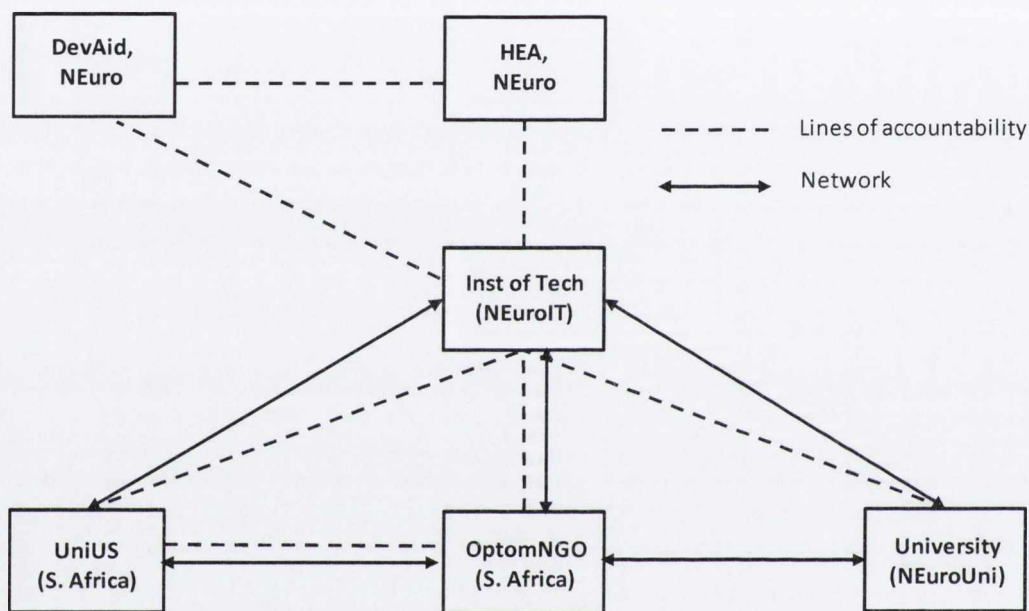 DevAid,
NEuro
HEA,
NEuro
Lines of accountability
Network
Inst of Tech
(NEuroIT)
UniUS
(S. Africa)
OptomNGO
(S. Africa)
University
(NEuroUni)